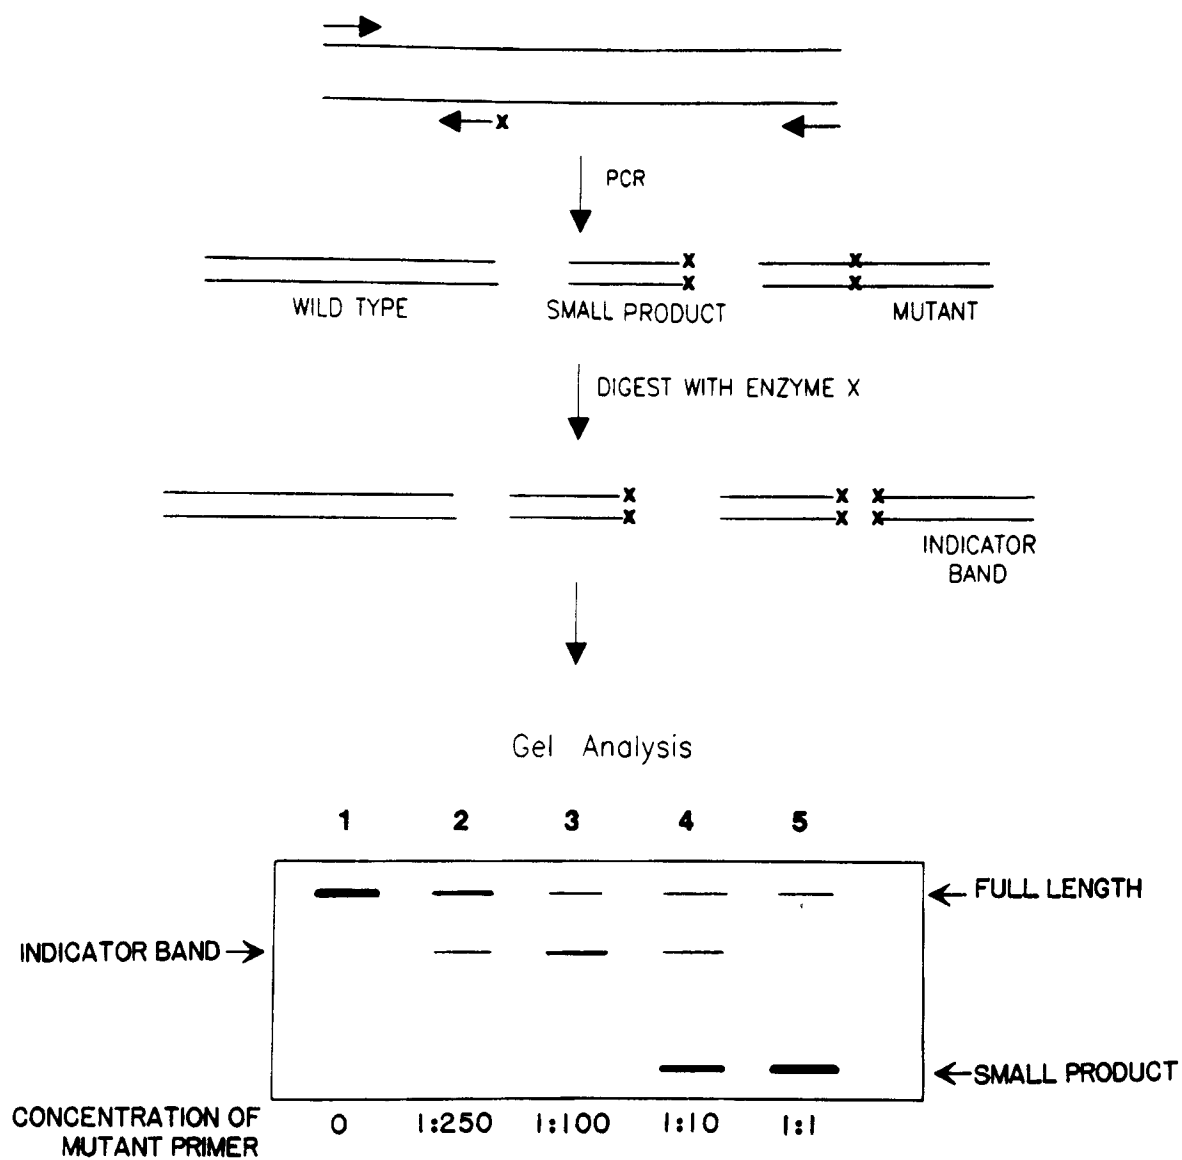 x
PCR
x
x
x
x
WILD TYPE
SMALL PRODUCT
MUTANT
DIGEST WITH ENZYME X
x
x
x
x
x
x
INDICATOR
BAND
Gel Analysis
1 2 3 4 5
FULL LENGTH
INDICATOR BAND
SMALL PRODUCT
CONCENTRATION OF
MUTANT PRIMER
0 1:250 1:100 1:10 1:1